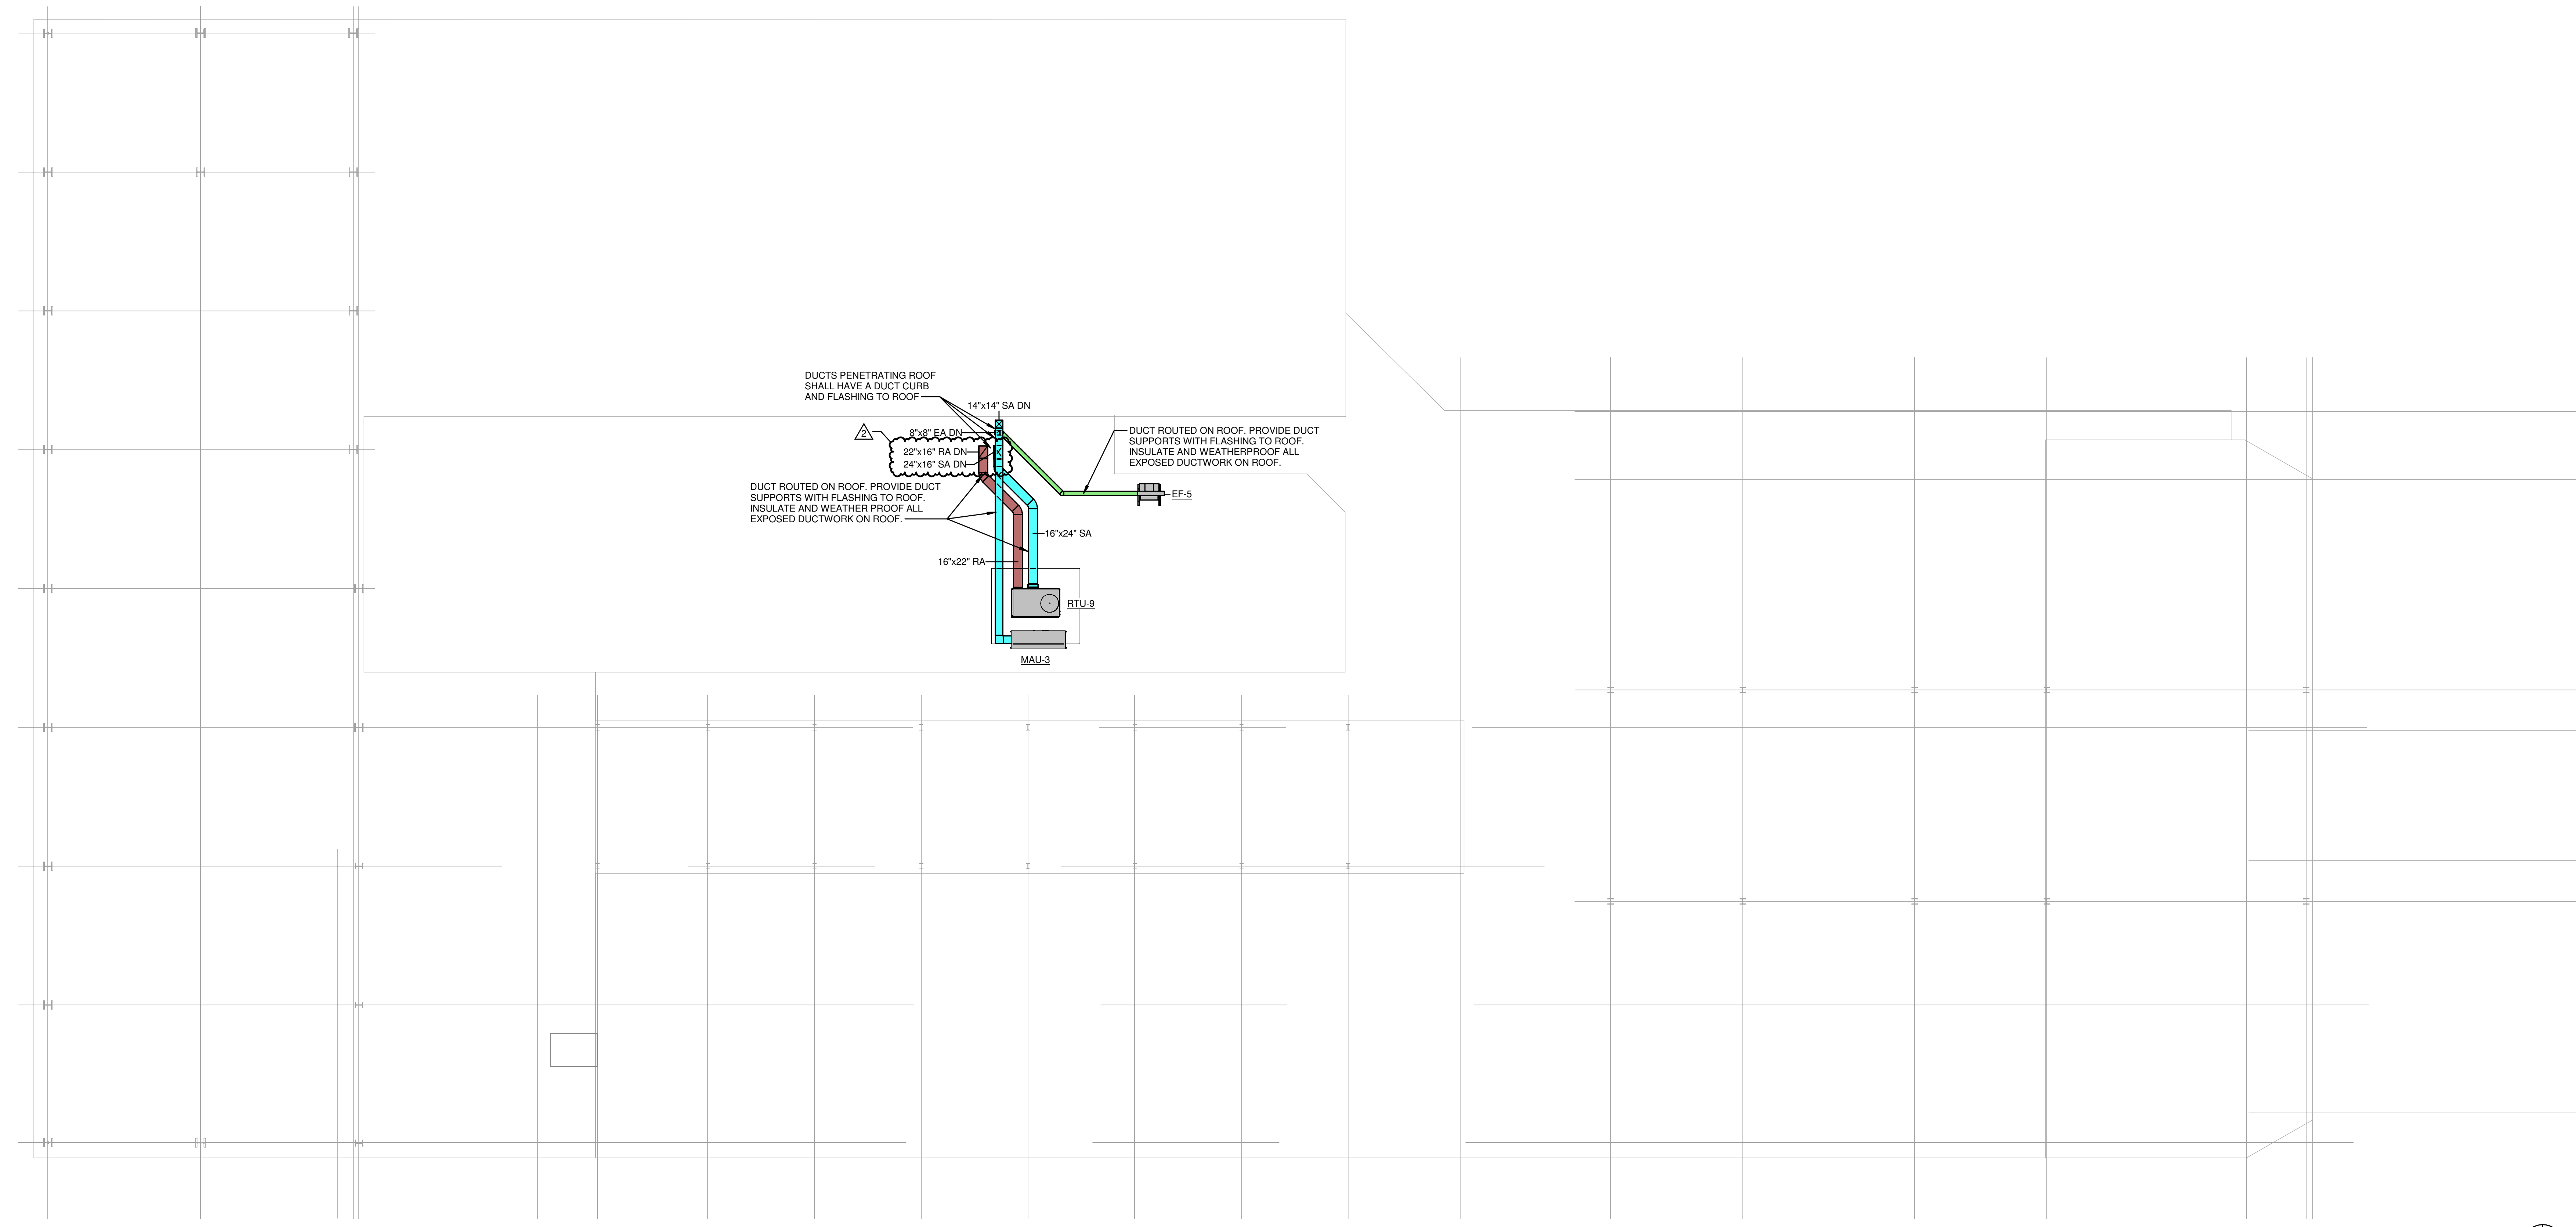 DUCTS PENETRATING ROOF
SHALL HAVE A DUCT CURB
AND FLASHING TO ROOF
14"x14" SA DN
2
8"x8" EA DN
22"x16" RA DN
24"x16" SA DN
DUCT ROUTED ON ROOF. PROVIDE DUCT
SUPPORTS WITH FLASHING TO ROOF.
INSULATE AND WEATHERPROOF ALL
EXPOSED DUCTWORK ON ROOF.
DUCT ROUTED ON ROOF. PROVIDE DUCT
SUPPORTS WITH FLASHING TO ROOF.
INSULATE AND WEATHER PROOF ALL
EXPOSED DUCTWORK ON ROOF.
EF-5
16"x24" SA
16"x22" RA
RTU-9
MAU-3